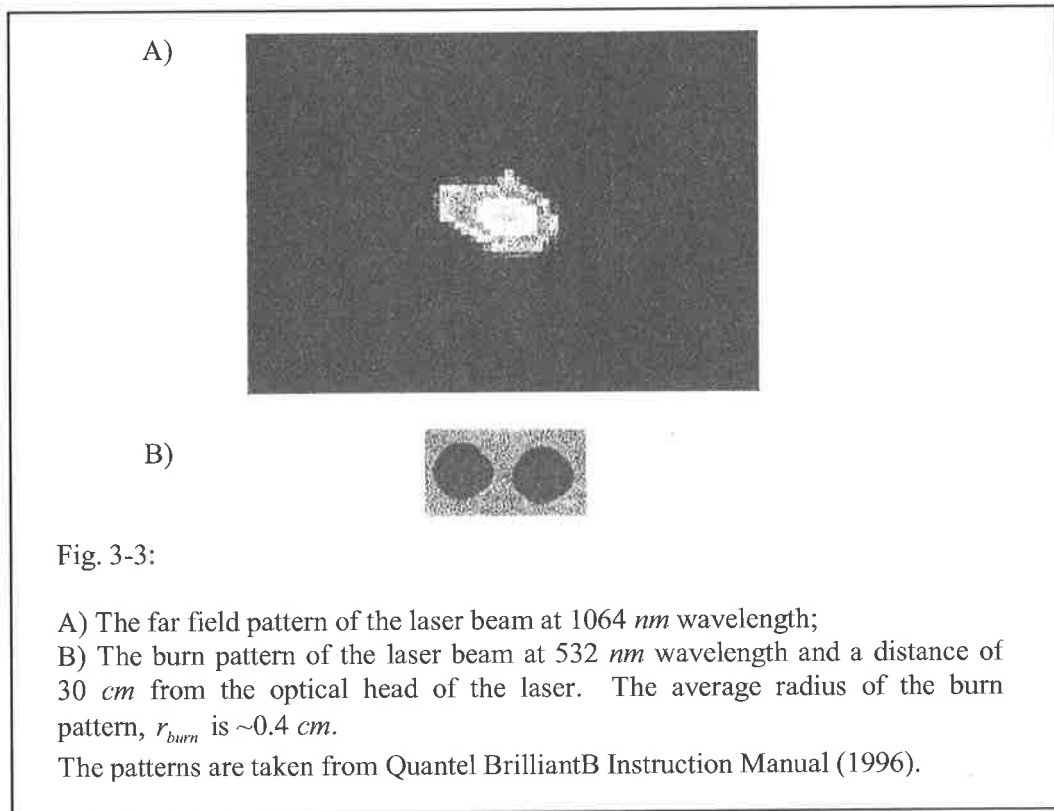 A)
B)
Fig. 3-3:
A) The far field pattern of the laser beam at 1064 nm wavelength;
B) The burn pattern of the laser beam at 532 nm wavelength and a distance of
30 cm from the optical head of the laser. The average radius of the burn
pattern, r_burn is ~0.4 cm.
The patterns are taken from Quantel BrilliantB Instruction Manual (1996).